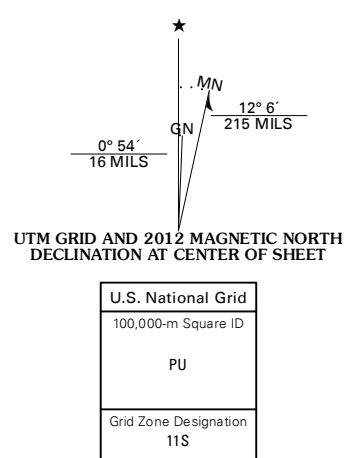 ★
MN
GN
12° 6´
215 MILS
0° 54´
16 MILS
UTM GRID AND 2012 MAGNETIC NORTH
DECLINATION AT CENTER OF SHEET
U.S. National Grid
100,000-m Square ID
PU
Grid Zone Designation
11S